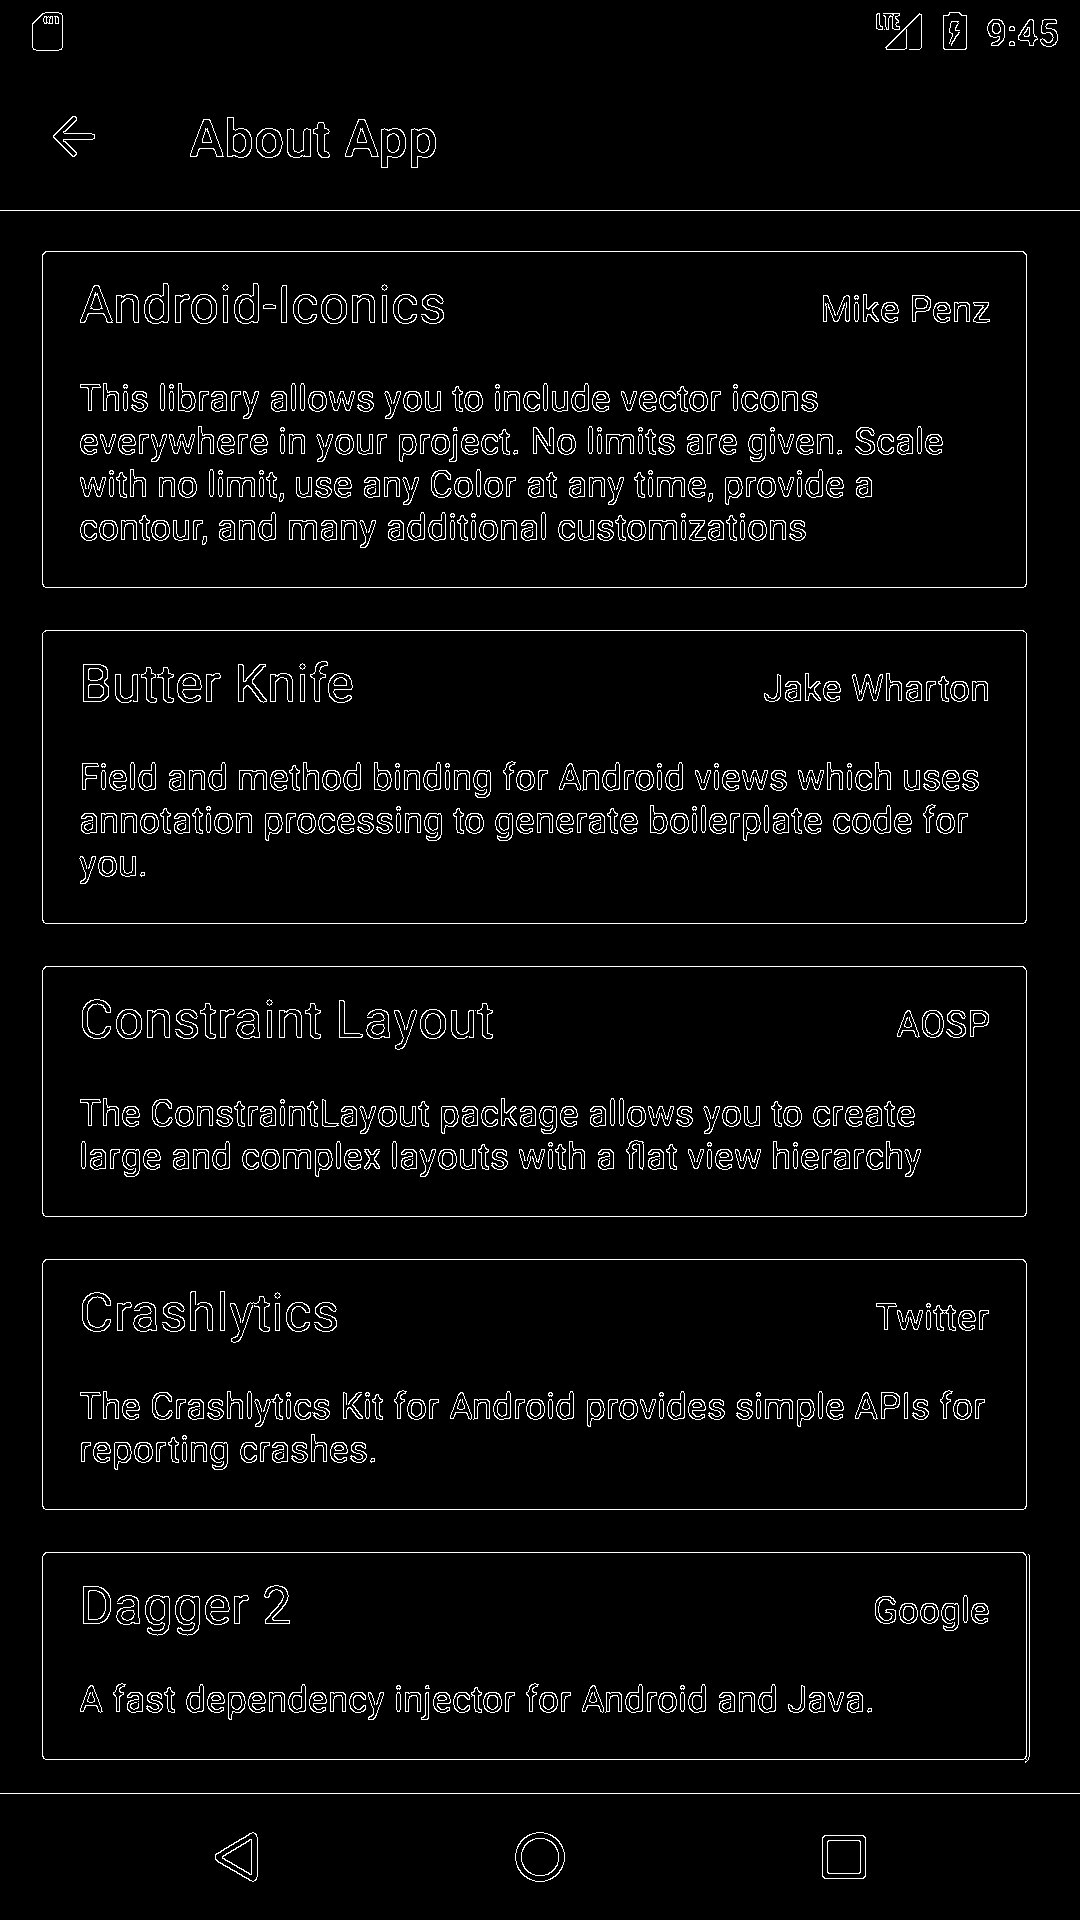 LTE 9:45
About App
Android-Iconics Mike Penz
This library allows you to include vector icons
everywhere in your project. No limits are given. Scale
with no limit, use any Color at any time, provide a
contour, and many additional customizations
Butter Knife Jake Wharton
Field and method binding for Android views which uses
annotation processing to generate boilerplate code for
you.
Constraint Layout AOSP
The ConstraintLayout package allows you to create
large and complex layouts with a flat view hierarchy
Crashlytics Twitter
The Crashlytics Kit for Android provides simple APIs for
reporting crashes.
Dagger 2 Google
A fast dependency injector for Android and Java.